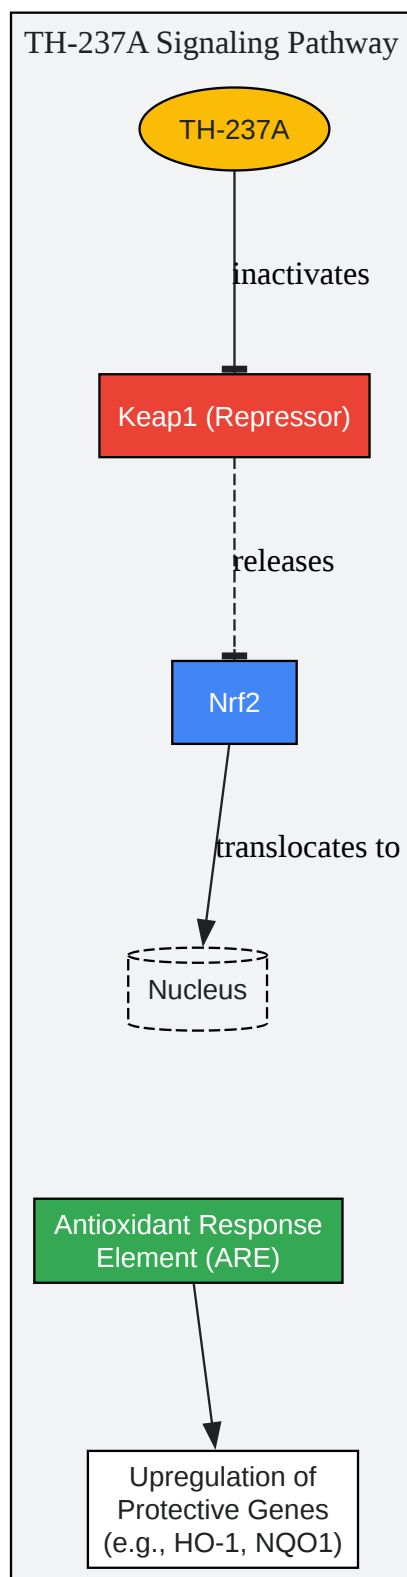 TH-237A Signaling Pathway
TH-237A
inactivates
Keap1 (Repressor)
releases
Nrf2
translocates to
Nucleus
Antioxidant Response
Element (ARE)
Upregulation of
Protective Genes
(e.g., HO-1, NQO1)